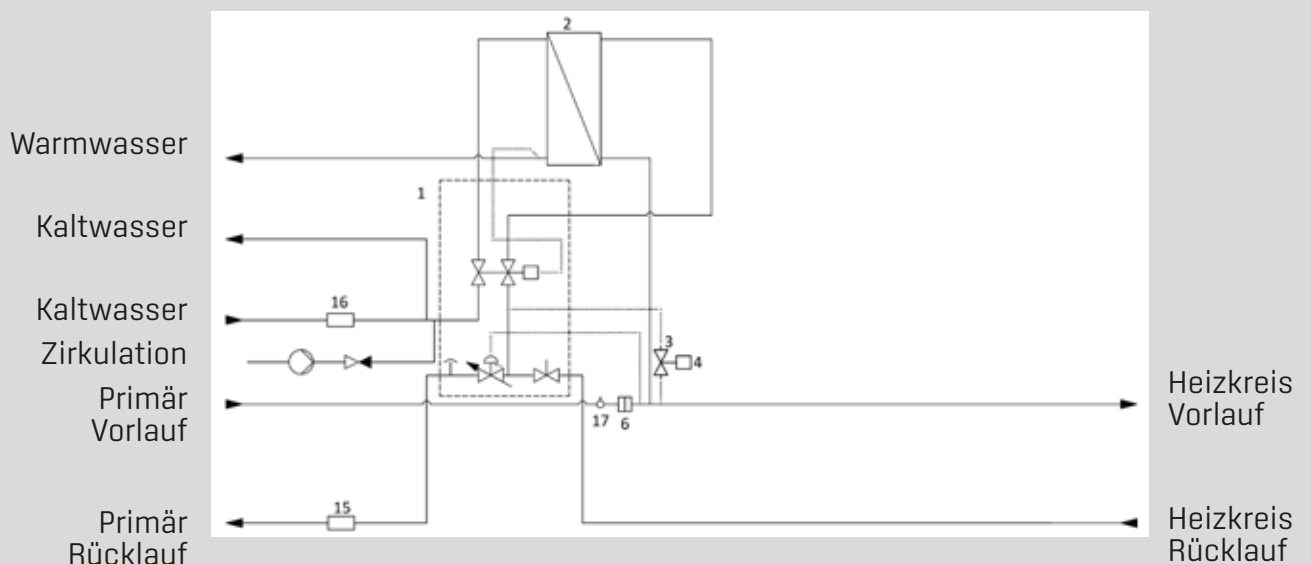 2
Warmwasser
1
Kaltwasser
Kaltwasser
16
Zirkulation
3
4
Primär
Vorlauf
17
6
Heizkreis
Vorlauf
15
Primär
Rücklauf
Heizkreis
Rücklauf